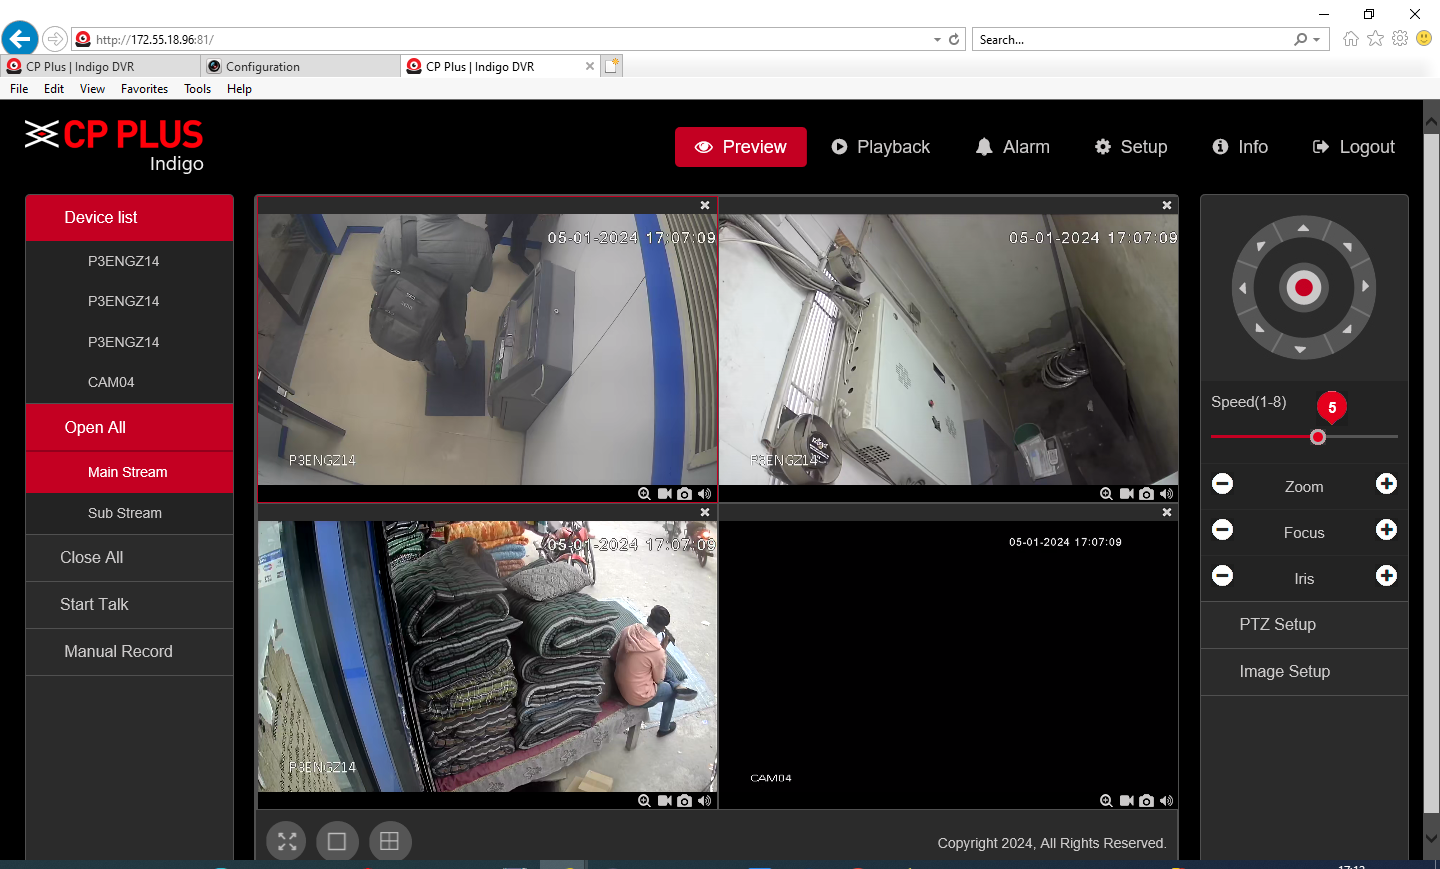 http://172.55.18.96:81/
Search...
CP Plus | Indigo DVR
Configuration
CP Plus | Indigo DVR
File Edit View Favorites Tools Help
CP PLUS
Indigo
Preview Playback Alarm Setup Info Logout
Device list
P3ENGZ14
P3ENGZ14
P3ENGZ14
CAM04
Open All
Main Stream
Sub Stream
Close All
Start Talk
Manual Record
05-01-2024 17:07:09
P3ENGZ14
05-01-2024 17:07:09
P3ENGZ14
05-01-2024 17:07:09
P3ENGZ14
05-01-2024 17:07:09
CAM04
Speed(1-8)
5
Zoom
Focus
Iris
PTZ Setup
Image Setup
Copyright 2024, All Rights Reserved.